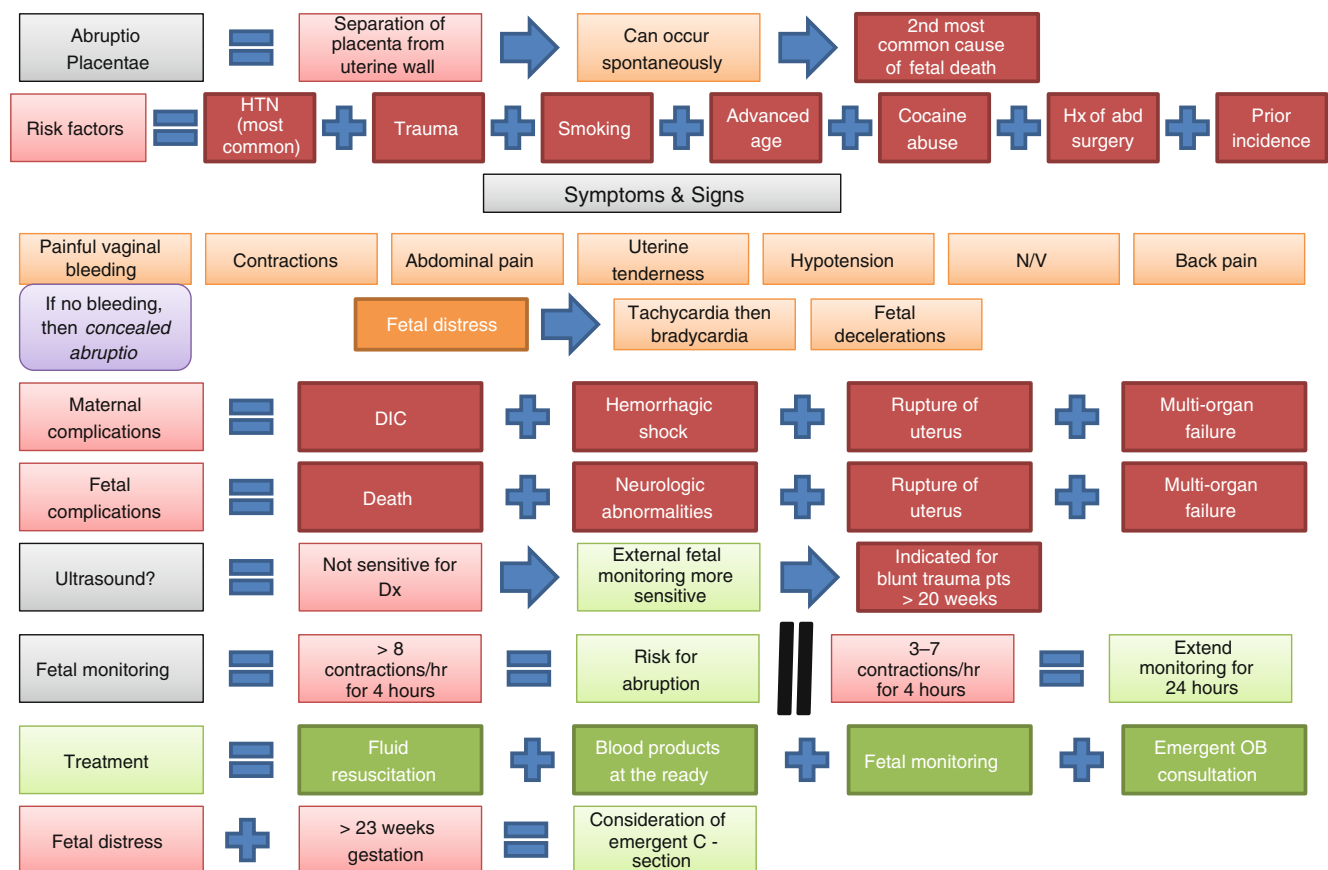 Abruptio
Placentae
Separation of
placenta from
uterine wall
Can occur
spontaneously
2nd most
common cause
of fetal death
Risk factors
HTN
(most
common)
Trauma
Smoking
Advanced
age
Cocaine
abuse
Hx of abd
surgery
Prior
incidence
Symptoms & Signs
Painful vaginal
bleeding
Contractions
Abdominal pain
Uterine
tenderness
Hypotension
N/V
Back pain
If no bleeding,
then concealed
abruptio
Fetal distress
Tachycardia then
bradycardia
Fetal
decelerations
Maternal
complications
DIC
Hemorrhagic
shock
Rupture of
uterus
Multi-organ
failure
Fetal
complications
Death
Neurologic
abnormalities
Rupture of
uterus
Multi-organ
failure
Ultrasound?
Not sensitive for
Dx
External fetal
monitoring more
sensitive
Indicated for
blunt trauma pts
> 20 weeks
Fetal monitoring
> 8
contractions/hr
for 4 hours
Risk for
abruption
3–7
contractions/hr
for 4 hours
Extend
monitoring for
24 hours
Treatment
Fluid
resuscitation
Blood products
at the ready
Fetal monitoring
Emergent OB
consultation
Fetal distress
> 23 weeks
gestation
Consideration of
emergent C -
section